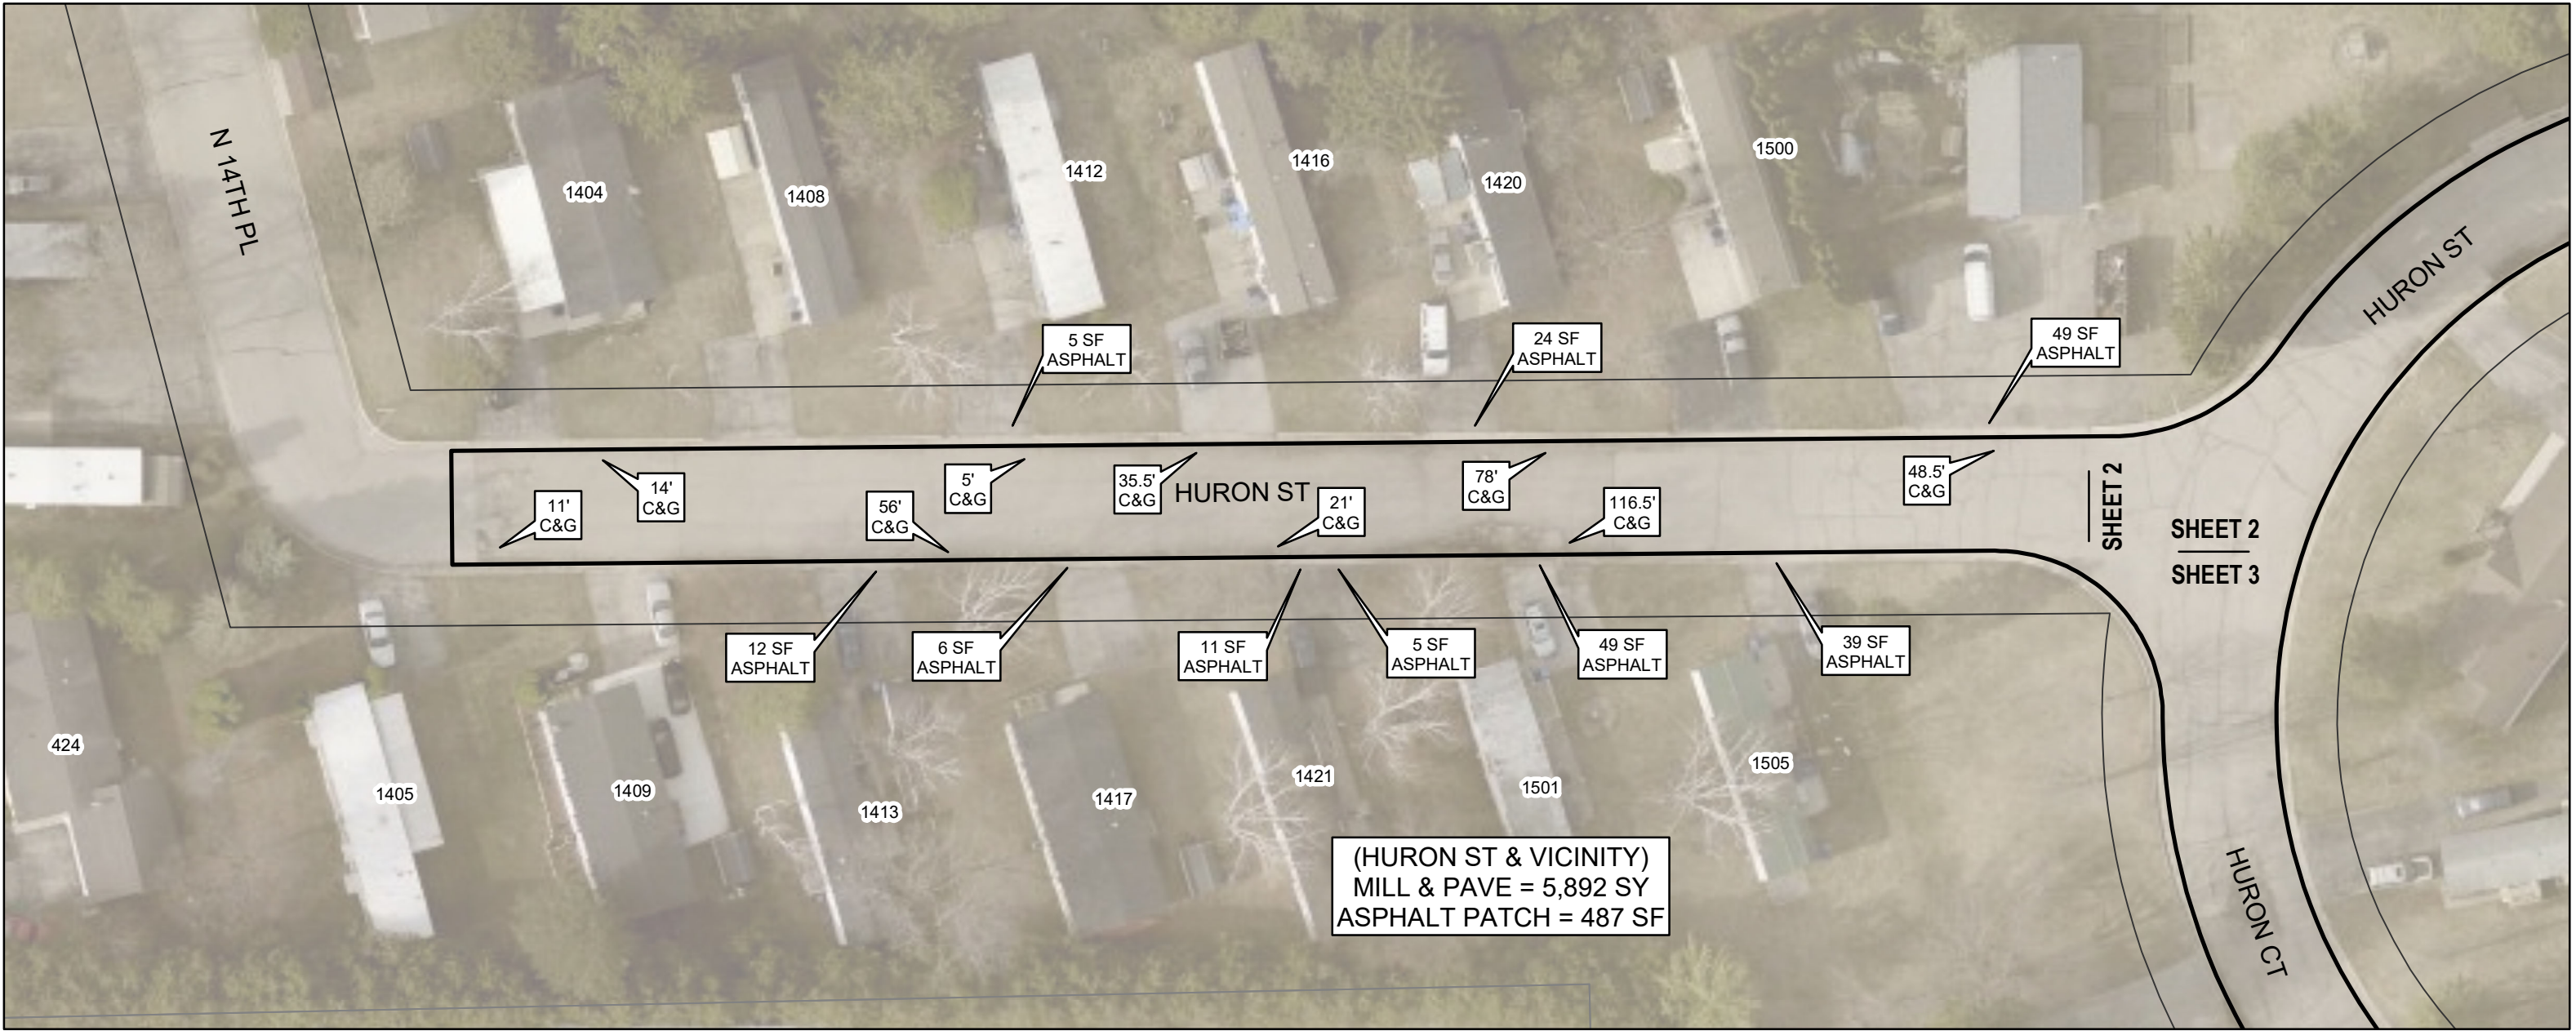 N 14TH PL
1404
1408
1412
1416
1420
1500
HURON ST
5 SF
ASPHALT
24 SF
ASPHALT
49 SF
ASPHALT
11'
C&G
14'
C&G
56'
C&G
5'
C&G
35.5'
C&G
HURON ST
21'
C&G
78'
C&G
116.5'
C&G
48.5'
C&G
SHEET 2
SHEET 2
SHEET 3
12 SF
ASPHALT
6 SF
ASPHALT
11 SF
ASPHALT
5 SF
ASPHALT
49 SF
ASPHALT
39 SF
ASPHALT
424
1405
1409
1413
1417
1421
1501
1505
(HURON ST & VICINITY)
MILL & PAVE = 5,892 SY
ASPHALT PATCH = 487 SF
HURON CT